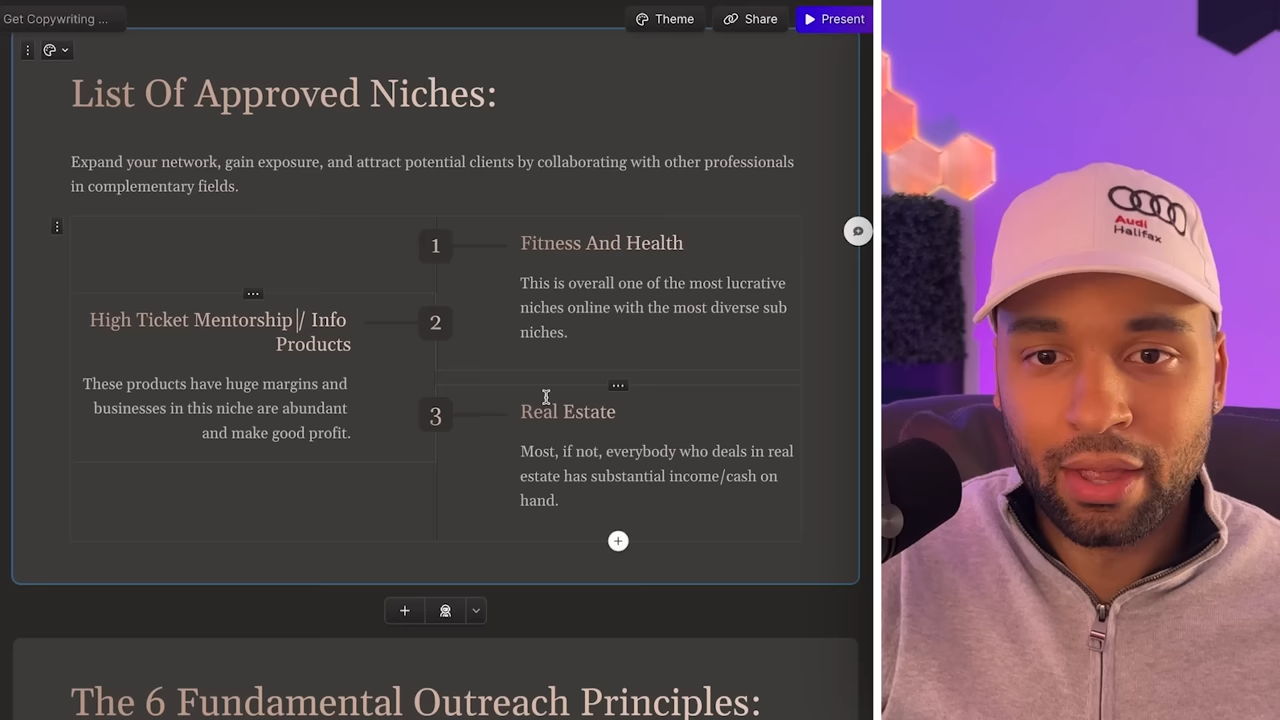 Get Copywriting ...
Theme
Share
Present
List Of Approved Niches:
Expand your network, gain exposure, and attract potential clients by collaborating with other professionals
in complementary fields.
1
Fitness And Health
This is overall one of the most lucrative
niches online with the most diverse sub
niches.
High Ticket Mentorship/ Info
Products
2
These products have huge margins and
businesses in this niche are abundant
and make good profit.
3
Real Estate
Most, if not, everybody who deals in real
estate has substantial income/cash on
hand.
The 6 Fundamental Outreach Principles:
Audi
Halifax